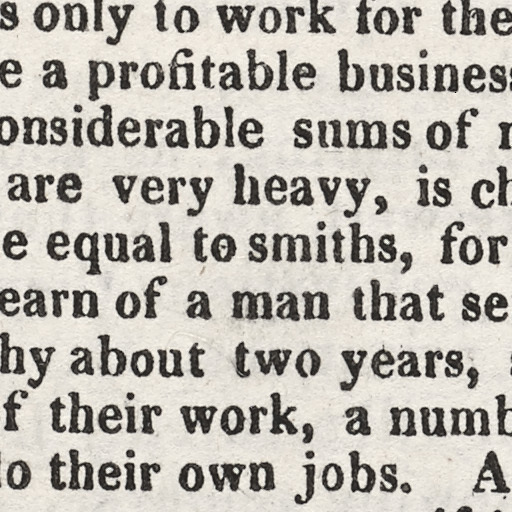 s only to work for the
e a profitable business
onsiderable sums of
are very heavy, is ch
e equal to smiths, for
earn of a man that se
hy about two years,
f their work, a numb
lo their own jobs. A